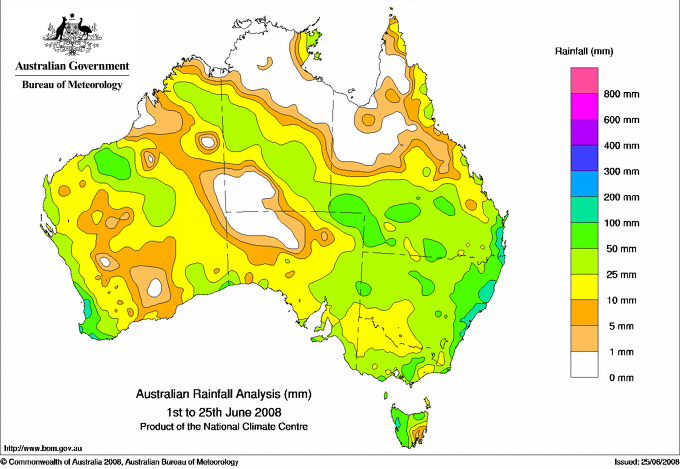 Australian Government
Bureau of Meteorology
Rainfall (mm)
800 mm
600 mm
400 mm
300 mm
200 mm
100 mm
50 mm
25 mm
10 mm
5 mm
1 mm
0 mm
Australian Rainfall Analysis (mm)
1st to 25th June 2008
Product of the National Climate Centre
http://www.bom.gov.au
© Commonwealth of Australia 2008, Australian Bureau of Meteorology
Issued: 25/06/2008